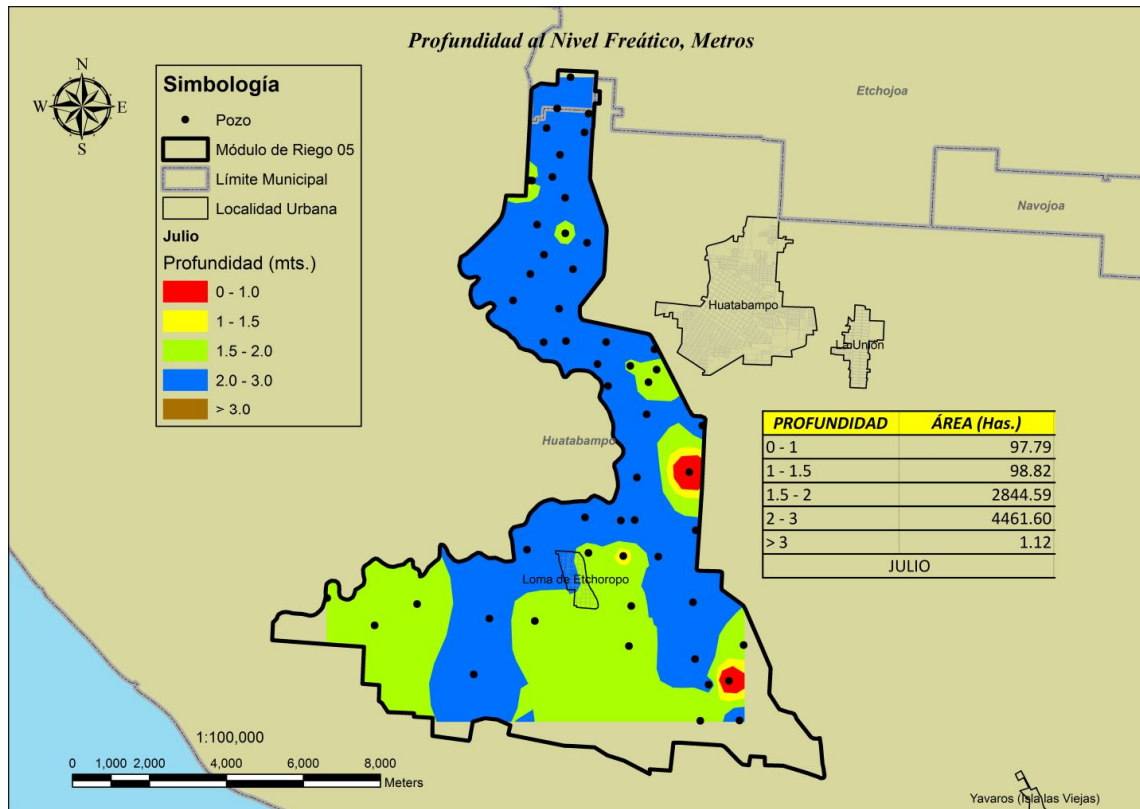 Profundidad al Nivel Freático, Metros
N
W E
S
Simbología
Pozo
Módulo de Riego 05
Límite Municipal
Localidad Urbana
Julio
Profundidad (mts.)
0 - 1.0
1 - 1.5
1.5 - 2.0
2.0 - 3.0
> 3.0
Etchojoa
Navojoa
Huatabampo
La Unión
Huatabampo
PROFUNDIDAD ÁREA (Has.)
0 - 1 97.79
1 - 1.5 98.82
1.5 - 2 2844.59
2 - 3 4461.60
> 3 1.12
JULIO
Loma de Etchoropo
1:100,000
0 1,000 2,000 4,000 6,000 8,000
Meters
Yavaros (Isla las Viejas)